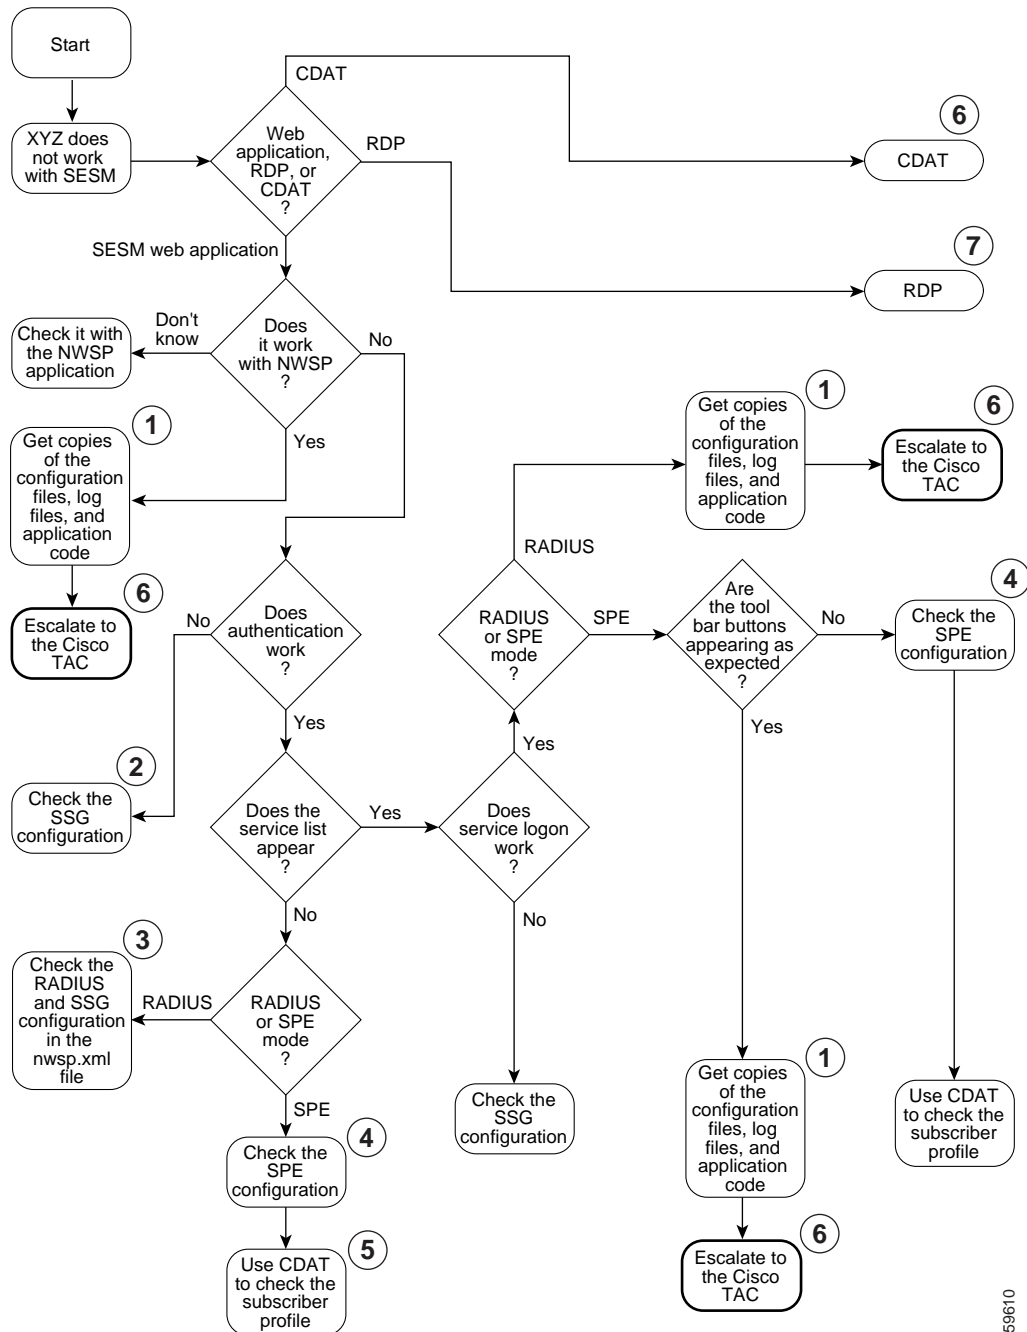 Start
CDAT
XYZ does
not work
with SESM
Web
application,
RDP, or
CDAT
?
RDP
6
CDAT
SESM web application
7
RDP
Check it with
the NWSP
application
Don't
know
Does
it work
with NWSP
?
No
Yes
1
Get copies
of the
configuration
files, log
files, and
application
code
6
Escalate to
the Cisco
TAC
1
Get copies
of the
configuration
files, log
files, and
application
code
6
Escalate to
the Cisco
TAC
No
Does
authentication
work
?
Yes
RADIUS
RADIUS
or SPE
mode
?
SPE
Are
the tool
bar buttons
appearing as
expected
?
No
4
Check the
SPE
configuration
Yes
Yes
2
Check the
SSG
configuration
Does the
service list
appear
?
Yes
Does
service logon
work
?
No
No
3
Check the
RADIUS
and SSG
configuration
in the
nwsp.xml
file
RADIUS
RADIUS
or SPE
mode
?
SPE
Check the
SSG
configuration
1
Get copies
of the
configuration
files, log
files, and
application
code
Use CDAT
to check the
subscriber
profile
4
Check the
SPE
configuration
5
Use CDAT
to check the
subscriber
profile
6
Escalate to
the Cisco
TAC
59610